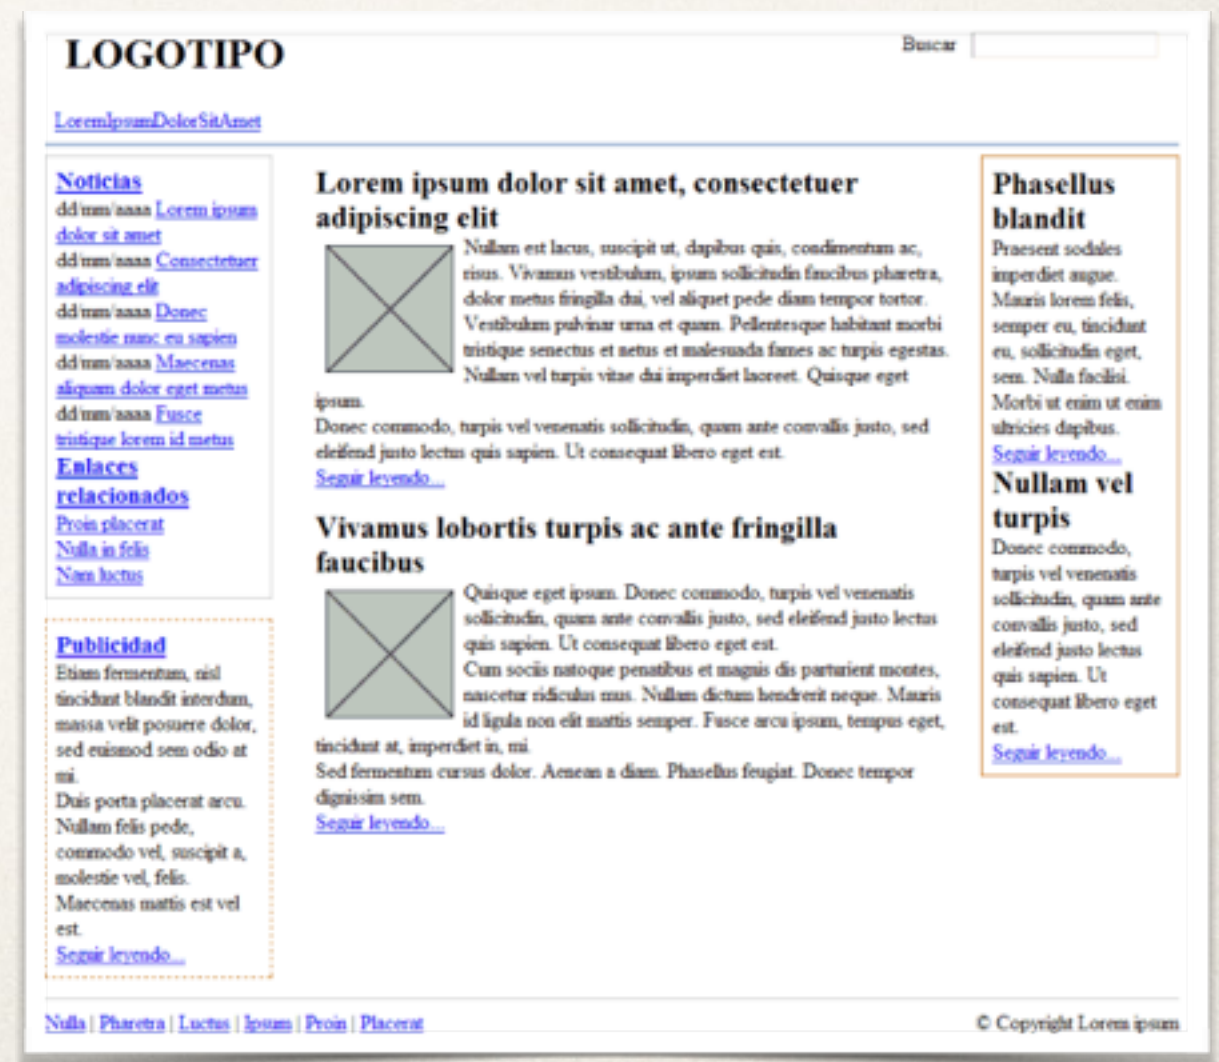 LOGOTIPO
Buscar
LoremIpsumDolorSitAmet
Noticias
dd/mm/aaaa Lorem ipsum
dolor sit amet
dd/mm/aaaa Consectetuer
adipiscing elit
dd/mm/aaaa Donec
molestie nunc eu sapien
dd/mm/aaaa Maecenas
aliquam dolor eget metus
dd/mm/aaaa Fusce
tristique lorem id metus
Enlaces
relacionados
Proin placerat
Nulla in felis
Nam luctus
Publicidad
Etiam fermentum, nisl
tincidunt blandit interdum,
massa velit posuere dolor,
sed euismod sem odio at
mi.
Duis porta placerat arcu.
Nullam felis pede,
commodo vel, suscipit a,
molestie vel, felis.
Maecenas mattis est vel
est.
Seguir leyendo...
Lorem ipsum dolor sit amet, consectetuer
adipiscing elit
Nullam est lacus, suscipit ut, dapibus quis, condimentum ac,
risus. Vivamus vestibulum, ipsum sollicitudin faucibus pharetra,
dolor metus fringilla dui, vel aliquet pede diam tempor tortor.
Vestibulum pulvinar urna et quam. Pellentesque habitant morbi
tristique senectus et netus et malesuada fames ac turpis egestas.
Nullam vel turpis vitae dui imperdiet laoreet. Quisque eget
ipsum.
Donec commodo, turpis vel venenatis sollicitudin, quam ante convallis justo, sed
eleifend justo lectus quis sapien. Ut consequat libero eget est.
Seguir leyendo...
Vivamus lobortis turpis ac ante fringilla
faucibus
Quisque eget ipsum. Donec commodo, turpis vel venenatis
sollicitudin, quam ante convallis justo, sed eleifend justo lectus
quis sapien. Ut consequat libero eget est.
Cum sociis natoque penatibus et magnis dis parturient montes,
nascetur ridiculus mus. Nullam dictum hendrerit neque. Mauris
id ligula non elit mattis semper. Fusce arcu ipsum, tempus eget,
tincidunt at, imperdiet in, mi.
Sed fermentum cursus dolor. Aenean a diam. Phasellus feugiat. Donec tempor
dignissim sem.
Seguir leyendo...
Phasellus
blandit
Praesent sodales
imperdiet augue.
Mauris lorem felis,
semper eu, tincidunt
eu, sollicitudin eget,
sem. Nulla facilisi.
Morbi ut enim ut enim
ultricies dapibus.
Seguir leyendo...
Nullam vel
turpis
Donec commodo,
turpis vel venenatis
sollicitudin, quam ante
convallis justo, sed
eleifend justo lectus
quis sapien. Ut
consequat libero eget
est.
Seguir leyendo...
Nulla | Pharetra | Luctus | Ipsum | Proin | Placerat
© Copyright Lorem ipsum